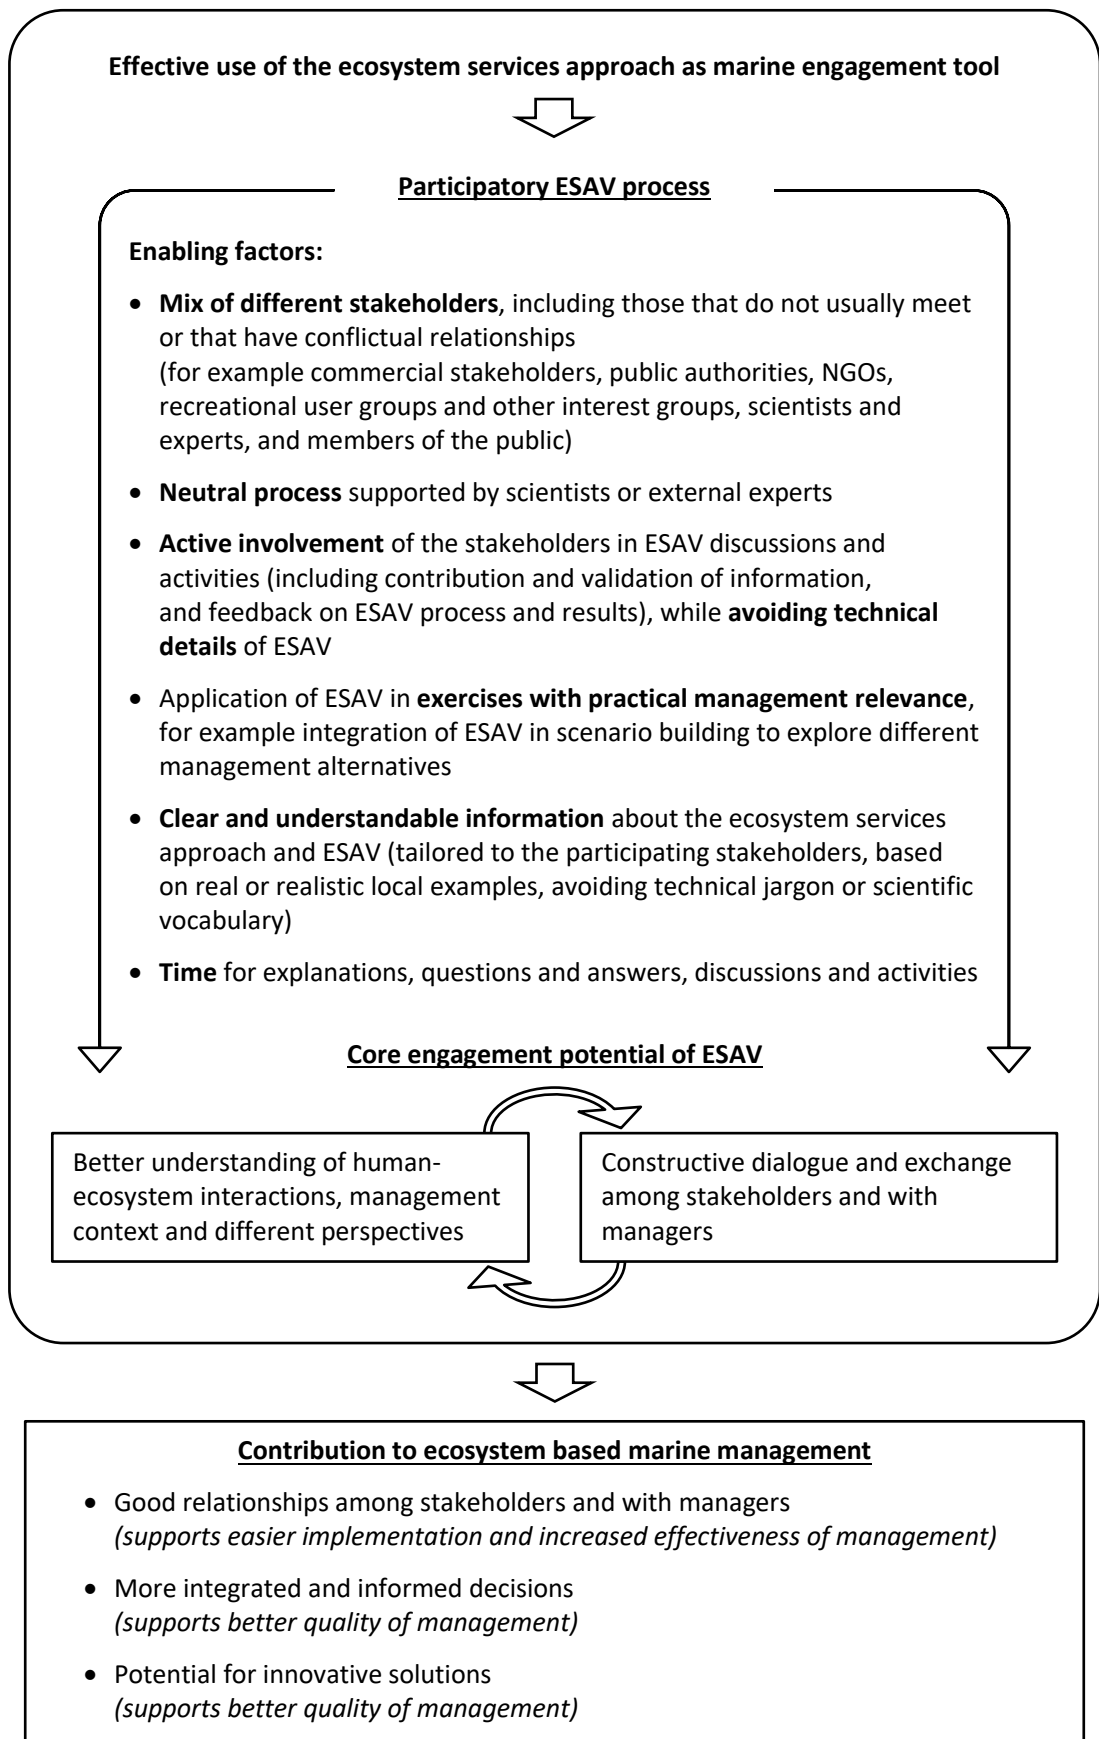 Effective use of the ecosystem services approach as marine engagement tool
Participatory ESAV process
Enabling factors:
• Mix of different stakeholders, including those that do not usually meet
or that have conflictual relationships
(for example commercial stakeholders, public authorities, NGOs,
recreational user groups and other interest groups, scientists and
experts, and members of the public)
• Neutral process supported by scientists or external experts
• Active involvement of the stakeholders in ESAV discussions and
activities (including contribution and validation of information,
and feedback on ESAV process and results), while avoiding technical
details of ESAV
• Application of ESAV in exercises with practical management relevance,
for example integration of ESAV in scenario building to explore different
management alternatives
• Clear and understandable information about the ecosystem services
approach and ESAV (tailored to the participating stakeholders, based
on real or realistic local examples, avoiding technical jargon or scientific
vocabulary)
• Time for explanations, questions and answers, discussions and activities
Core engagement potential of ESAV
Better understanding of human-
ecosystem interactions, management
context and different perspectives
Constructive dialogue and exchange
among stakeholders and with
managers
Contribution to ecosystem based marine management
• Good relationships among stakeholders and with managers
(supports easier implementation and increased effectiveness of management)
• More integrated and informed decisions
(supports better quality of management)
• Potential for innovative solutions
(supports better quality of management)